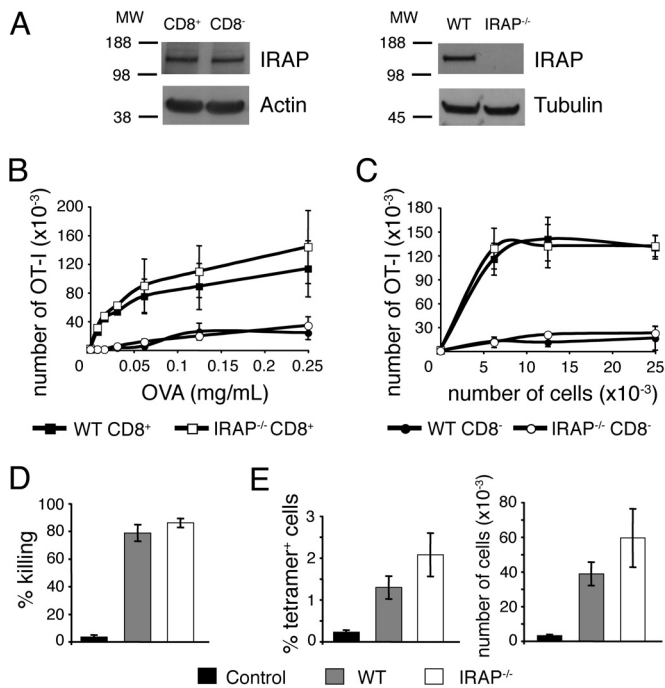 A
MW CD8+ CD8-
188
98
38
IRAP
Actin
MW WT IRAP-/-
188
98
45
IRAP
Tubulin
B
number of OT-I (x10-3)
200
160
120
80
40
0 0.05 0.1 0.15 0.2 0.25
OVA (mg/mL)
C
number of OT-I (x10-3)
180
150
120
90
60
30
0 5 10 15 20 25
number of cells (x10-3)
WT CD8+ IRAP-/- CD8+ WT CD8- IRAP-/- CD8-
D
% killing
100
80
60
40
20
0
E
% tetramer+ cells
3
2
1
0
number of cells (x10-3)
80
60
40
20
0
Control WT IRAP-/-